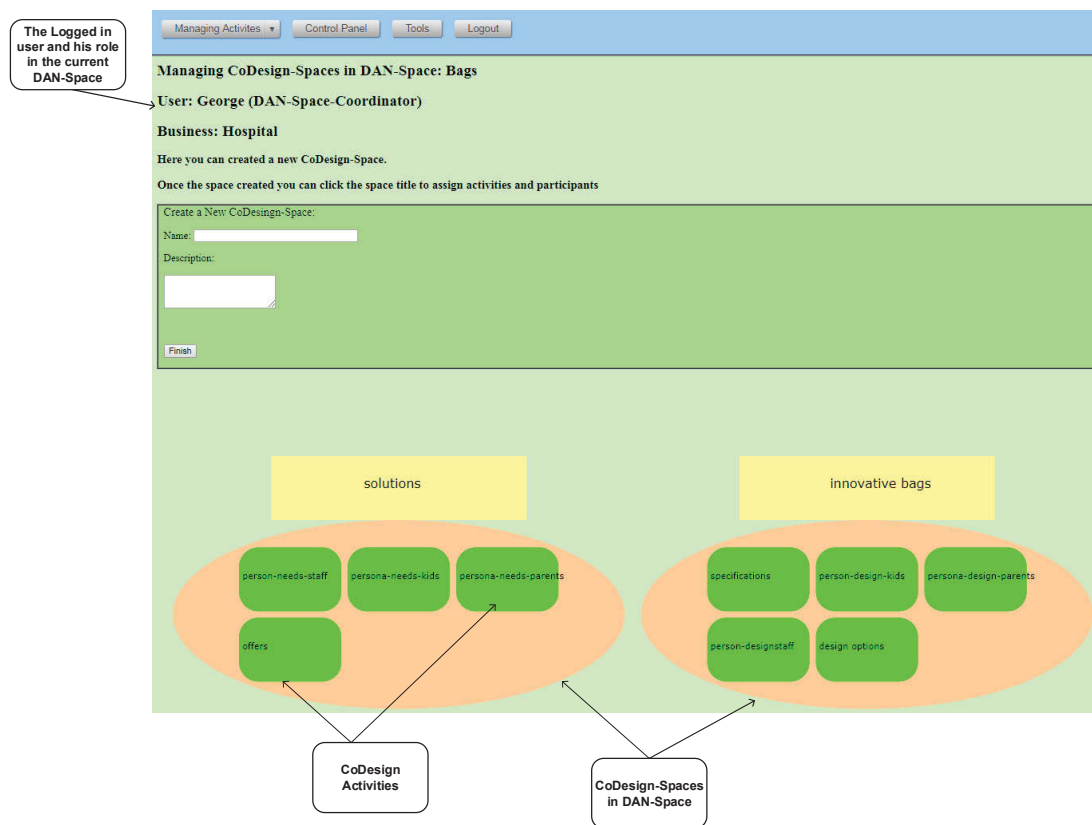 Managing Activites ▾ Control Panel Tools Logout
The Logged in
user and his role
in the current
DAN-Space
Managing CoDesign-Spaces in DAN-Space: Bags
User: George (DAN-Space-Coordinator)
Business: Hospital
Here you can created a new CoDesign-Space.
Once the space created you can click the space title to assign activities and participants
Create a New CoDesingn-Space:
Name:
Description:
Finish
solutions
person-needs-staff persona-needs-kids persona-needs-parents
offers
innovative bags
specifications person-design-kids persona-design-parents
person-designstaff design options
CoDesign
Activities
CoDesign-Spaces
in DAN-Space